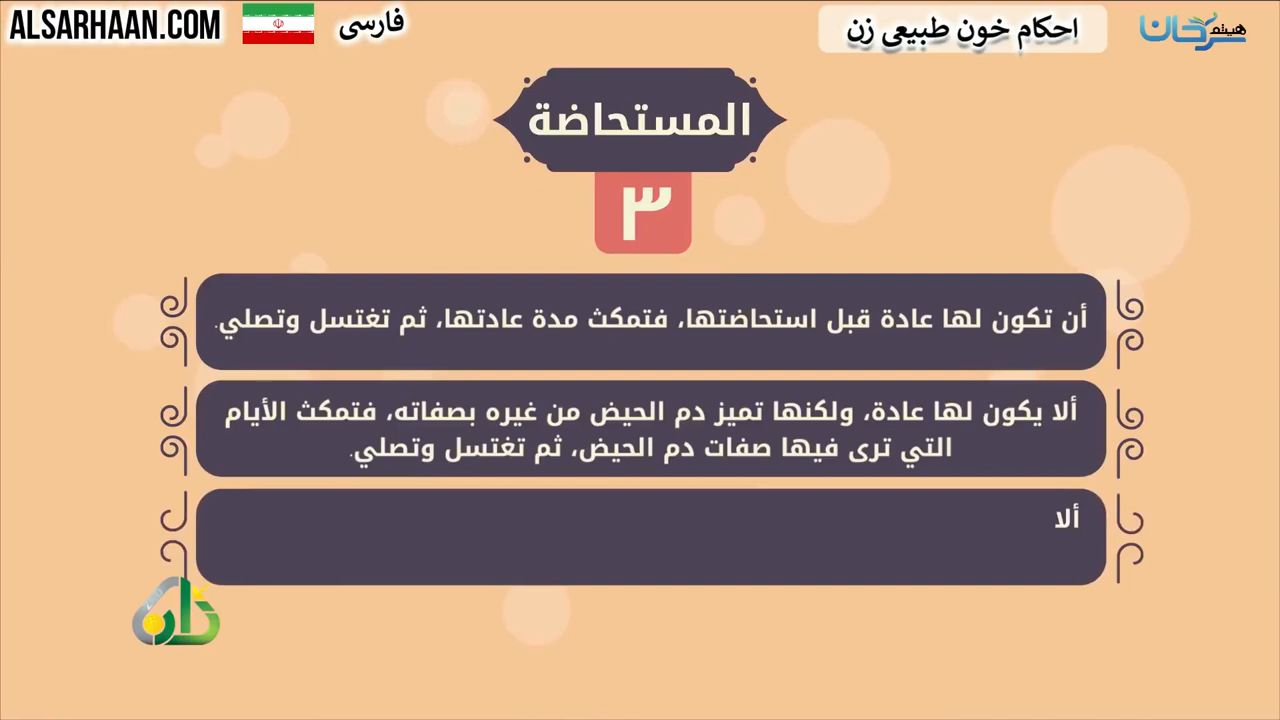 ALSARHAAN.COM
فارسی
احکام خون طبیعی زن
هيثم
سرحان
المستحاضة
٣
أن تكون لها عادة قبل استحاضتها، فتمكث مدة عادتها، ثم تغتسل وتصلي.
ألا يكون لها عادة، ولكنها تميز دم الحيض من غيره بصفاته، فتمكث الأيام
التي ترى فيها صفات دم الحيض، ثم تغتسل وتصلي.
ألا